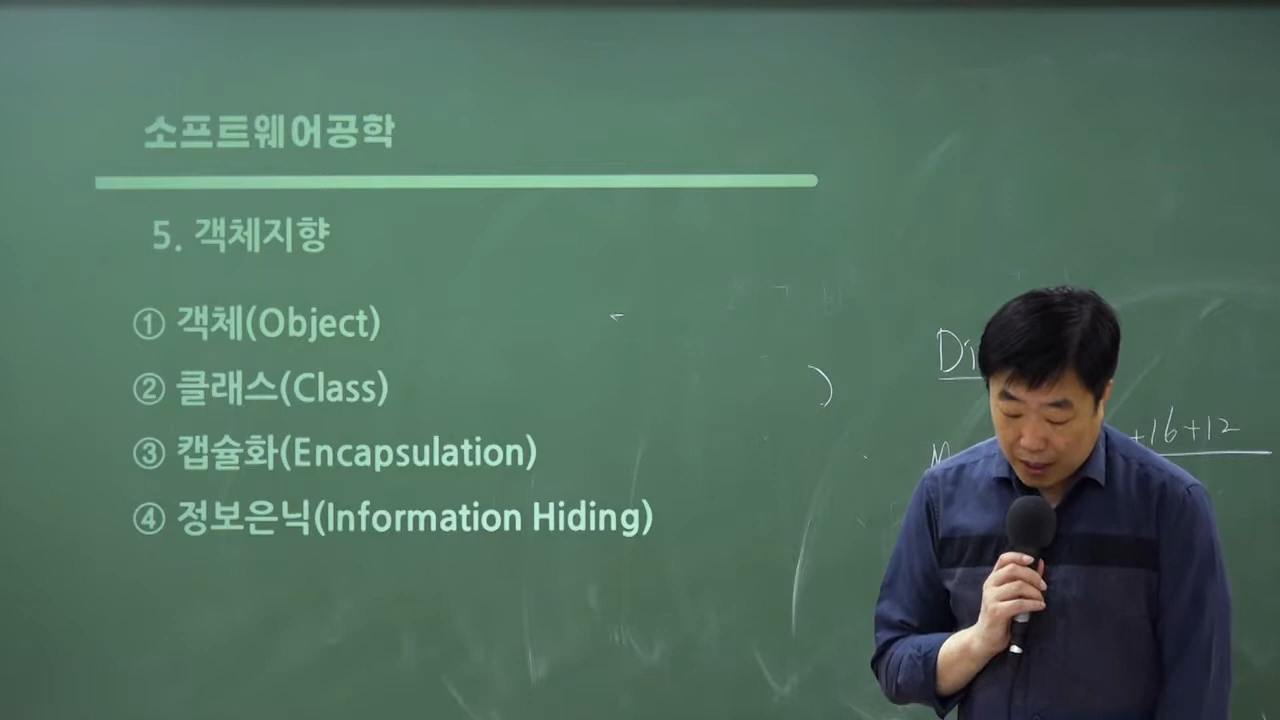 소프트웨어공학
5. 객체지향
① 객체(Object)
② 클래스(Class)
③ 캡슐화(Encapsulation)
④ 정보은닉(Information Hiding)
Di
+16+12